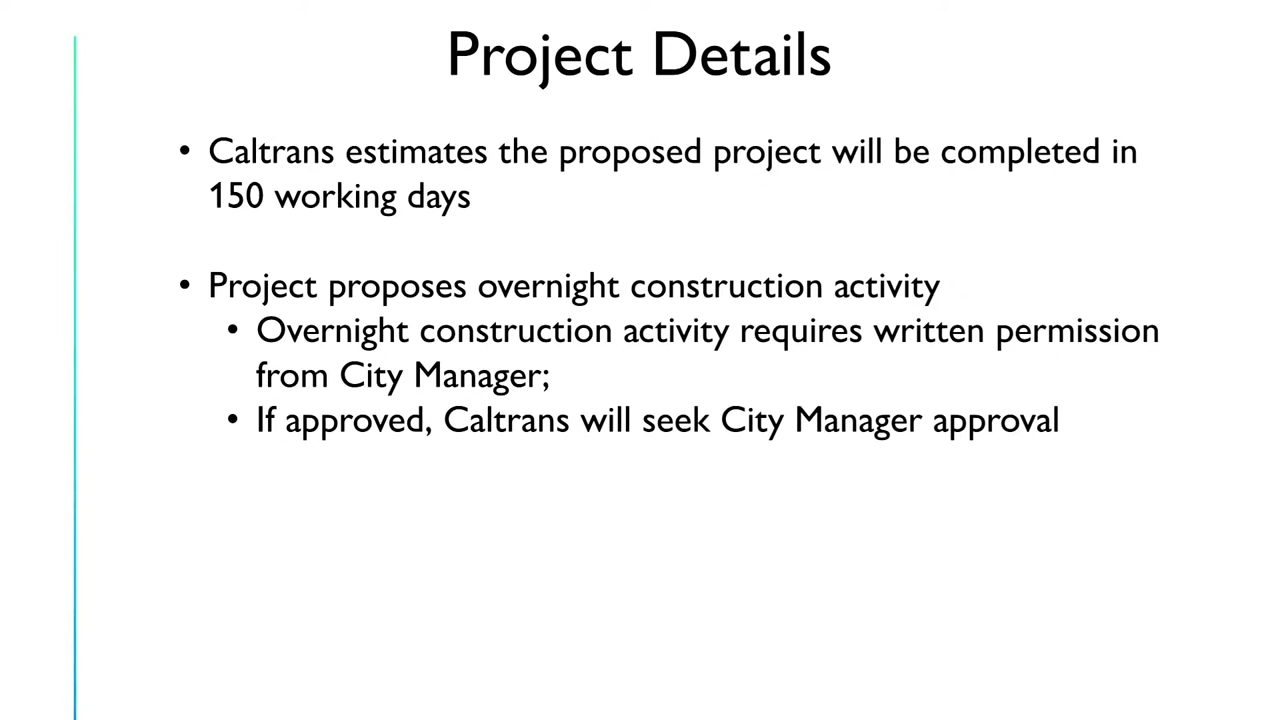 Project Details
• Caltrans estimates the proposed project will be completed in
150 working days
• Project proposes overnight construction activity
• Overnight construction activity requires written permission
from City Manager;
• If approved, Caltrans will seek City Manager approval